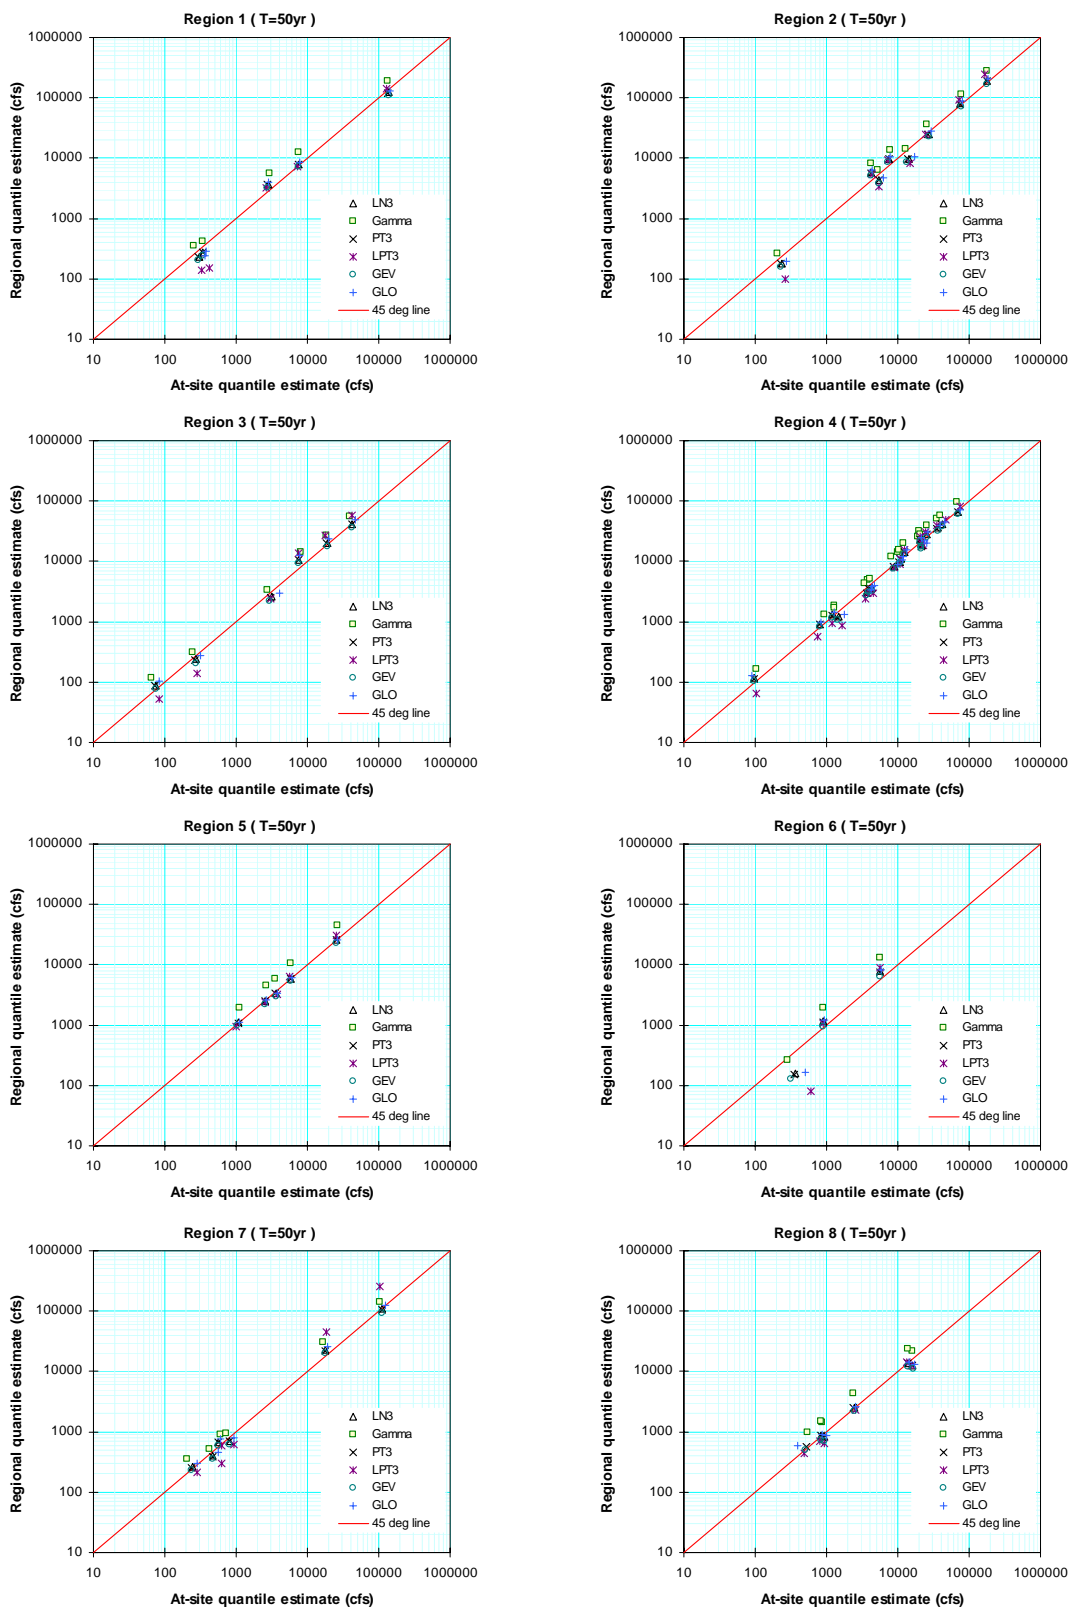 Region 1 ( T=50yr )
Regional quantile estimate (cfs)
1000000
100000
10000
1000
100
10
LN3
Gamma
PT3
LPT3
GEV
GLO
45 deg line
10 100 1000 10000 100000 1000000
At-site quantile estimate (cfs)
Region 2 ( T=50yr )
Regional quantile estimate (cfs)
1000000
100000
10000
1000
100
10
LN3
Gamma
PT3
LPT3
GEV
GLO
45 deg line
10 100 1000 10000 100000 1000000
At-site quantile estimate (cfs)
Region 3 ( T=50yr )
Regional quantile estimate (cfs)
1000000
100000
10000
1000
100
10
LN3
Gamma
PT3
LPT3
GEV
GLO
45 deg line
10 100 1000 10000 100000 1000000
At-site quantile estimate (cfs)
Region 4 ( T=50yr )
Regional quantile estimate (cfs)
1000000
100000
10000
1000
100
10
LN3
Gamma
PT3
LPT3
GEV
GLO
45 deg line
10 100 1000 10000 100000 1000000
At-site quantile estimate (cfs)
Region 5 ( T=50yr )
Regional quantile estimate (cfs)
1000000
100000
10000
1000
100
10
LN3
Gamma
PT3
LPT3
GEV
GLO
45 deg line
10 100 1000 10000 100000 1000000
At-site quantile estimate (cfs)
Region 6 ( T=50yr )
Regional quantile estimate (cfs)
1000000
100000
10000
1000
100
10
LN3
Gamma
PT3
LPT3
GEV
GLO
45 deg line
10 100 1000 10000 100000 1000000
At-site quantile estimate (cfs)
Region 7 ( T=50yr )
Regional quantile estimate (cfs)
1000000
100000
10000
1000
100
10
LN3
Gamma
PT3
LPT3
GEV
GLO
45 deg line
10 100 1000 10000 100000 1000000
At-site quantile estimate (cfs)
Region 8 ( T=50yr )
Regional quantile estimate (cfs)
1000000
100000
10000
1000
100
10
LN3
Gamma
PT3
LPT3
GEV
GLO
45 deg line
10 100 1000 10000 100000 1000000
At-site quantile estimate (cfs)